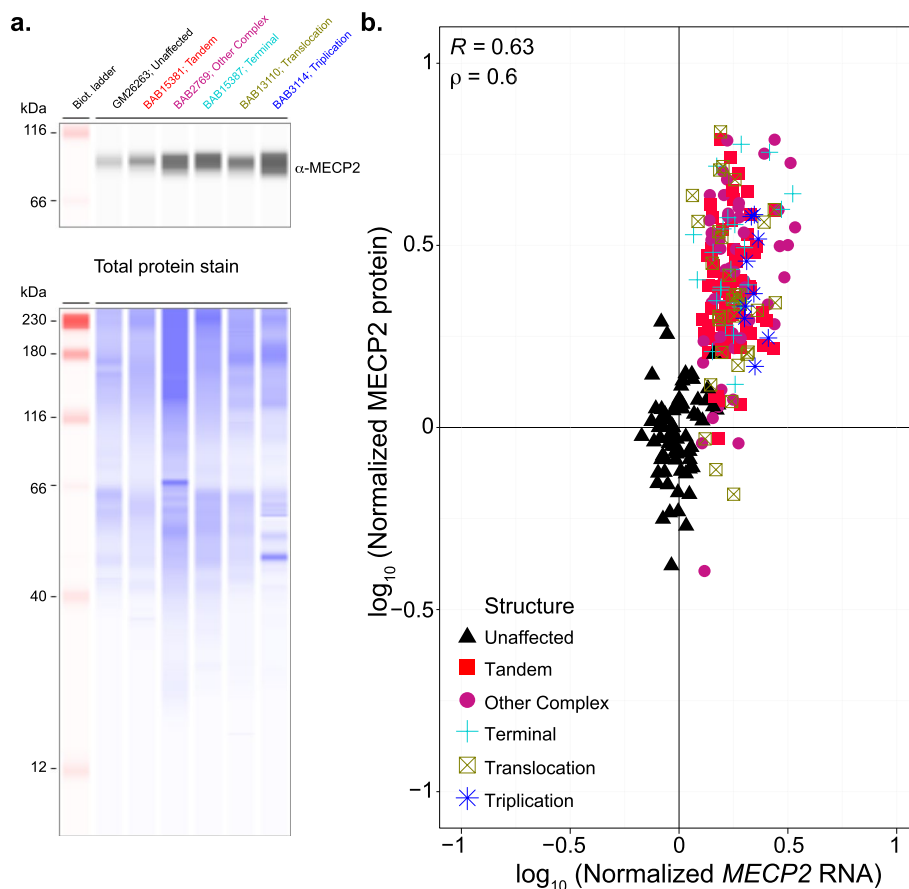 a.
Biot. ladder
GM26263; Unaffected
BAB15381; Tandem
BAB2769; Other Complex
BAB15387; Terminal
BAB13110; Translocation
BAB3114; Triplication
kDa
116
66
α-MECP2
Total protein stain
kDa
230
180
116
66
40
12
b.
R = 0.63
ρ = 0.6
1
0.5
0
−0.5
−1
log10 (Normalized MECP2 protein)
Structure
Unaffected
Tandem
Other Complex
Terminal
Translocation
Triplication
−1 −0.5 0 0.5 1
log10 (Normalized MECP2 RNA)